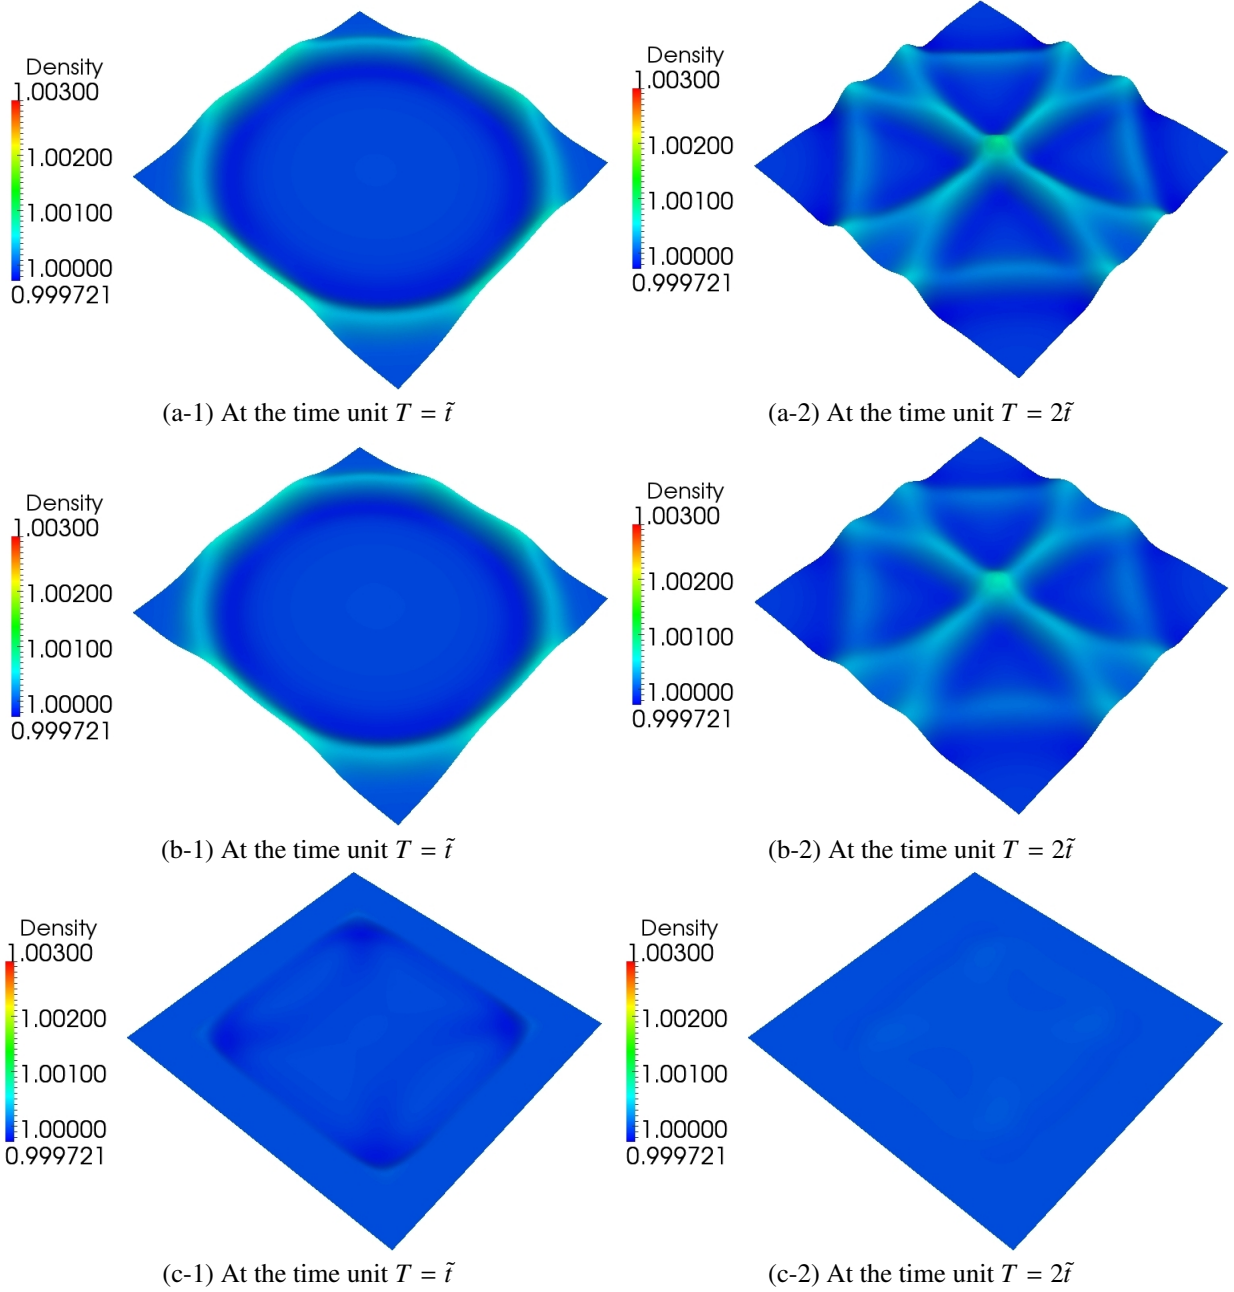 Density
1.00300
1.00200
1.00100
1.00000
0.999721
(a-1) At the time unit T = t̃
Density
1.00300
1.00200
1.00100
1.00000
0.999721
(a-2) At the time unit T = 2t̃
Density
1.00300
1.00200
1.00100
1.00000
0.999721
(b-1) At the time unit T = t̃
Density
1.00300
1.00200
1.00100
1.00000
0.999721
(b-2) At the time unit T = 2t̃
Density
1.00300
1.00200
1.00100
1.00000
0.999721
(c-1) At the time unit T = t̃
Density
1.00300
1.00200
1.00100
1.00000
0.999721
(c-2) At the time unit T = 2t̃